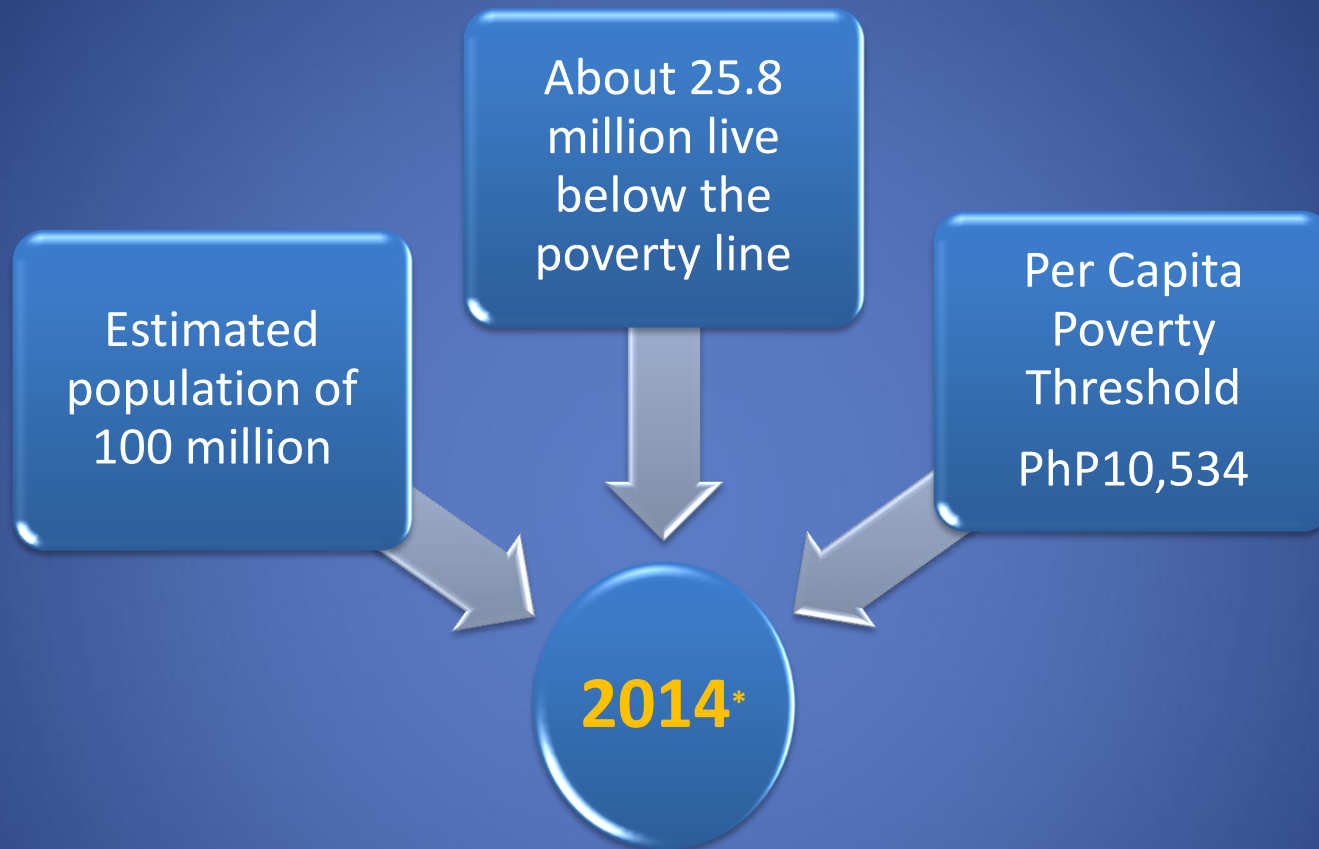 About 25.8
million live
below the
poverty line
Estimated
population of
100 million
Per Capita
Poverty
Threshold
PhP10,534
2014*